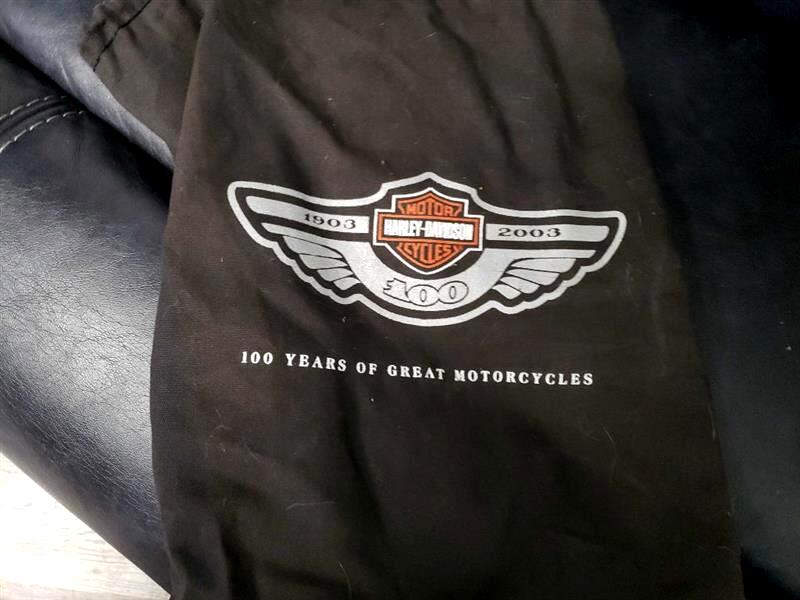 MOTOR
1903 HARLEY-DAVIDSON 2003
CYCLES
100
100 YEARS OF GREAT MOTORCYCLES